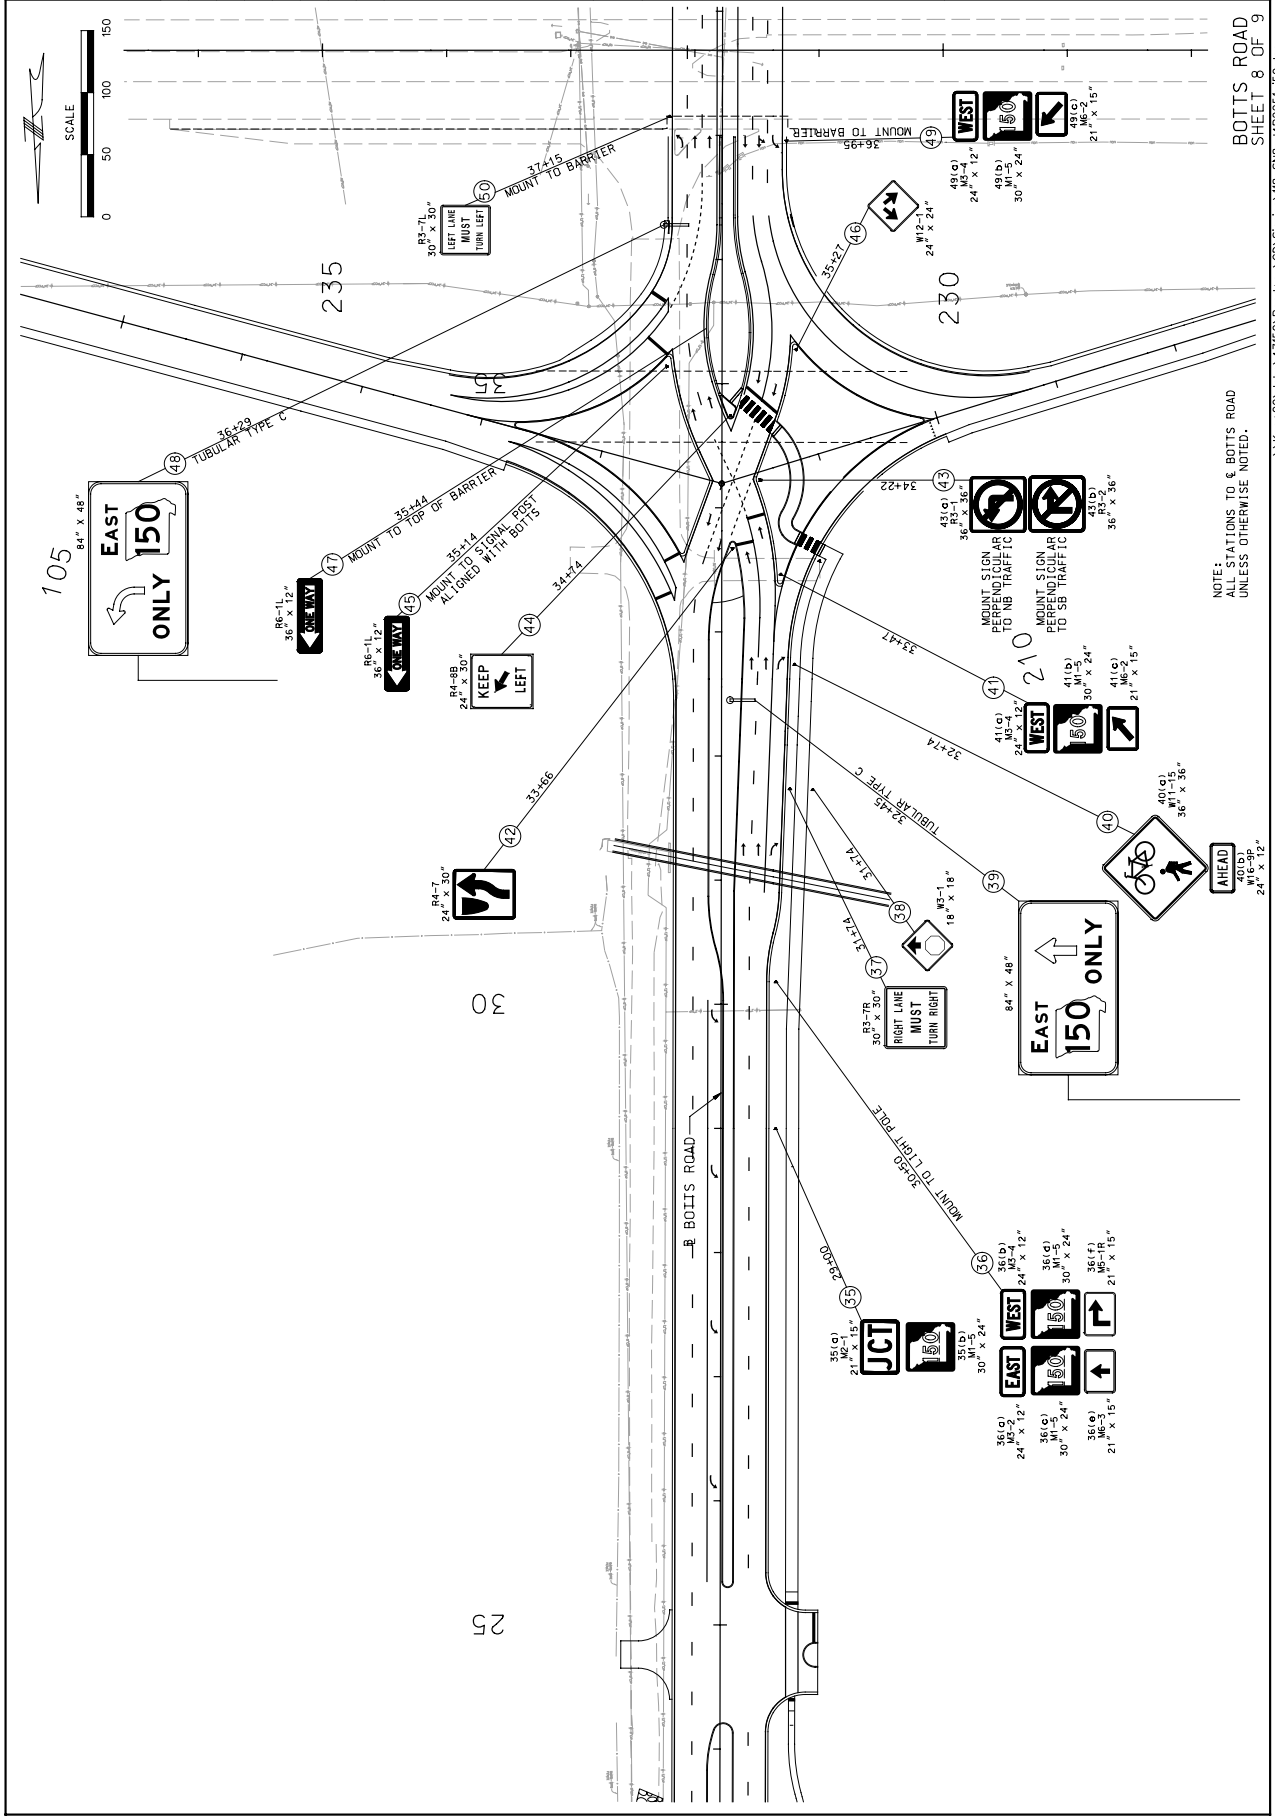 BOTTS ROAD
SHEET 8 OF 9
SCALE
0
50
100
150
235
230
105
210
25
30
35
℄ BOTTS ROAD
NOTE:
ALL STATIONS TO ℄ BOTTS ROAD
UNLESS OTHERWISE NOTED.
35
29+00
35(a)
M2-1
21" x 15"
JCT
150
35(b)
M1-5
30" x 24"
36
30+50
MOUNT TO LIGHT POLE
36(a)
M3-2
24" x 12"
EAST
36(b)
M3-4
24" x 12"
WEST
36(c)
M1-5
30" x 24"
150
36(d)
M1-5
30" x 24"
150
36(e)
M6-3
21" x 15"
36(f)
M5-1R
21" x 15"
37
31+74
R3-7R
30" x 30"
RIGHT LANE
MUST
TURN RIGHT
38
31+74
W3-1
18" x 18"
39
32+45
TUBULAR TYPE C
84" X 48"
EAST
150
ONLY
40
32+74
40(a)
W11-15
36" x 36"
AHEAD
40(b)
W16-9P
24" x 12"
41
33+47
41(a)
M3-4
24" x 12"
WEST
41(b)
M1-5
30" x 24"
150
41(c)
M6-2
21" x 15"
42
33+66
R4-7
24" x 30"
43
34+22
43(a)
R3-1
36" x 36"
43(b)
R3-2
36" x 36"
MOUNT SIGN
PERPENDICULAR
TO NB TRAFFIC
MOUNT SIGN
PERPENDICULAR
TO SB TRAFFIC
44
34+74
R4-8B
24" x 30"
KEEP
LEFT
45
35+14
MOUNT TO SIGNAL POST
ALIGNED WITH BOTTS
R6-1L
36" x 12"
ONE WAY
46
35+27
W12-1
24" x 24"
47
35+44
MOUNT TO TOP OF BARRIER
R6-1L
36" x 12"
ONE WAY
48
36+29
TUBULAR TYPE C
84" X 48"
EAST
150
ONLY
49
36+95
MOUNT TO BARRIER
49(a)
M3-4
24" x 12"
WEST
49(b)
M1-5
30" x 24"
150
49(c)
M6-2
21" x 15"
50
37+15
MOUNT TO BARRIER
R3-7L
30" x 30"
LEFT LANE
MUST
TURN LEFT